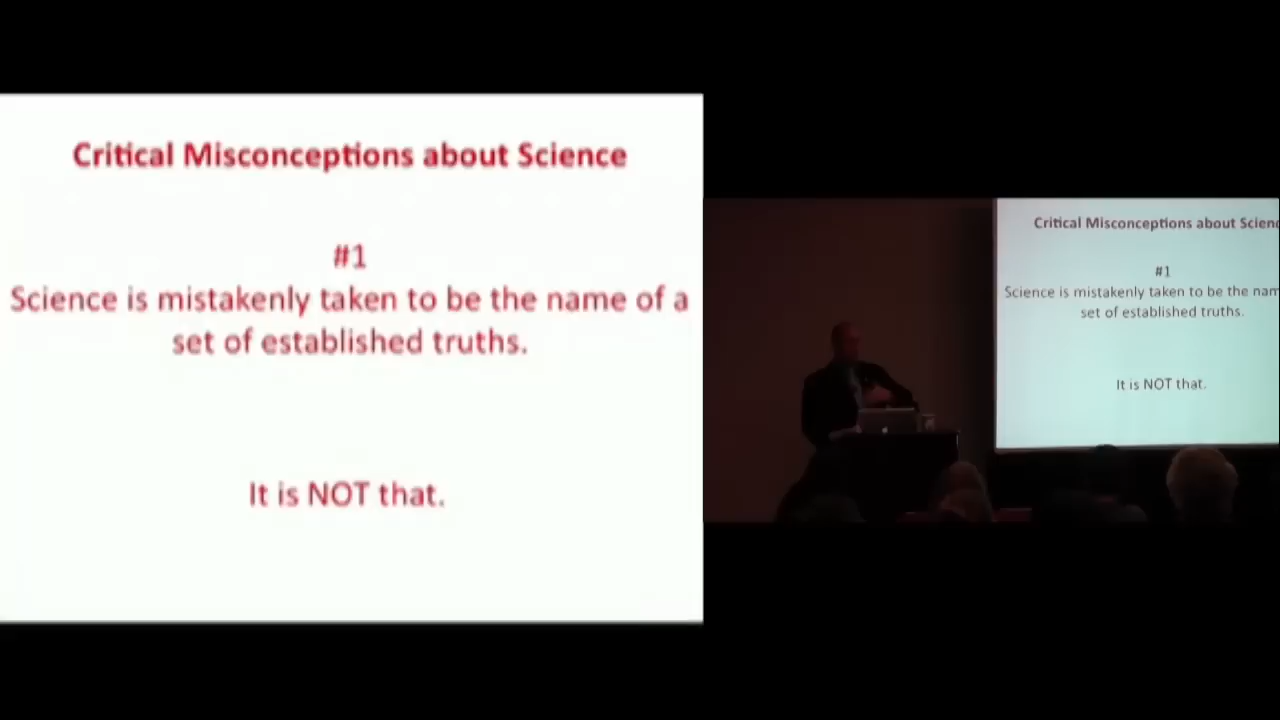 Critical Misconceptions about Science
#1
Science is mistakenly taken to be the name of a
set of established truths.
It is NOT that.
Critical Misconceptions about Scienc
#1
Science is mistakenly taken to be the nam
set of established truths.
It is NOT that.